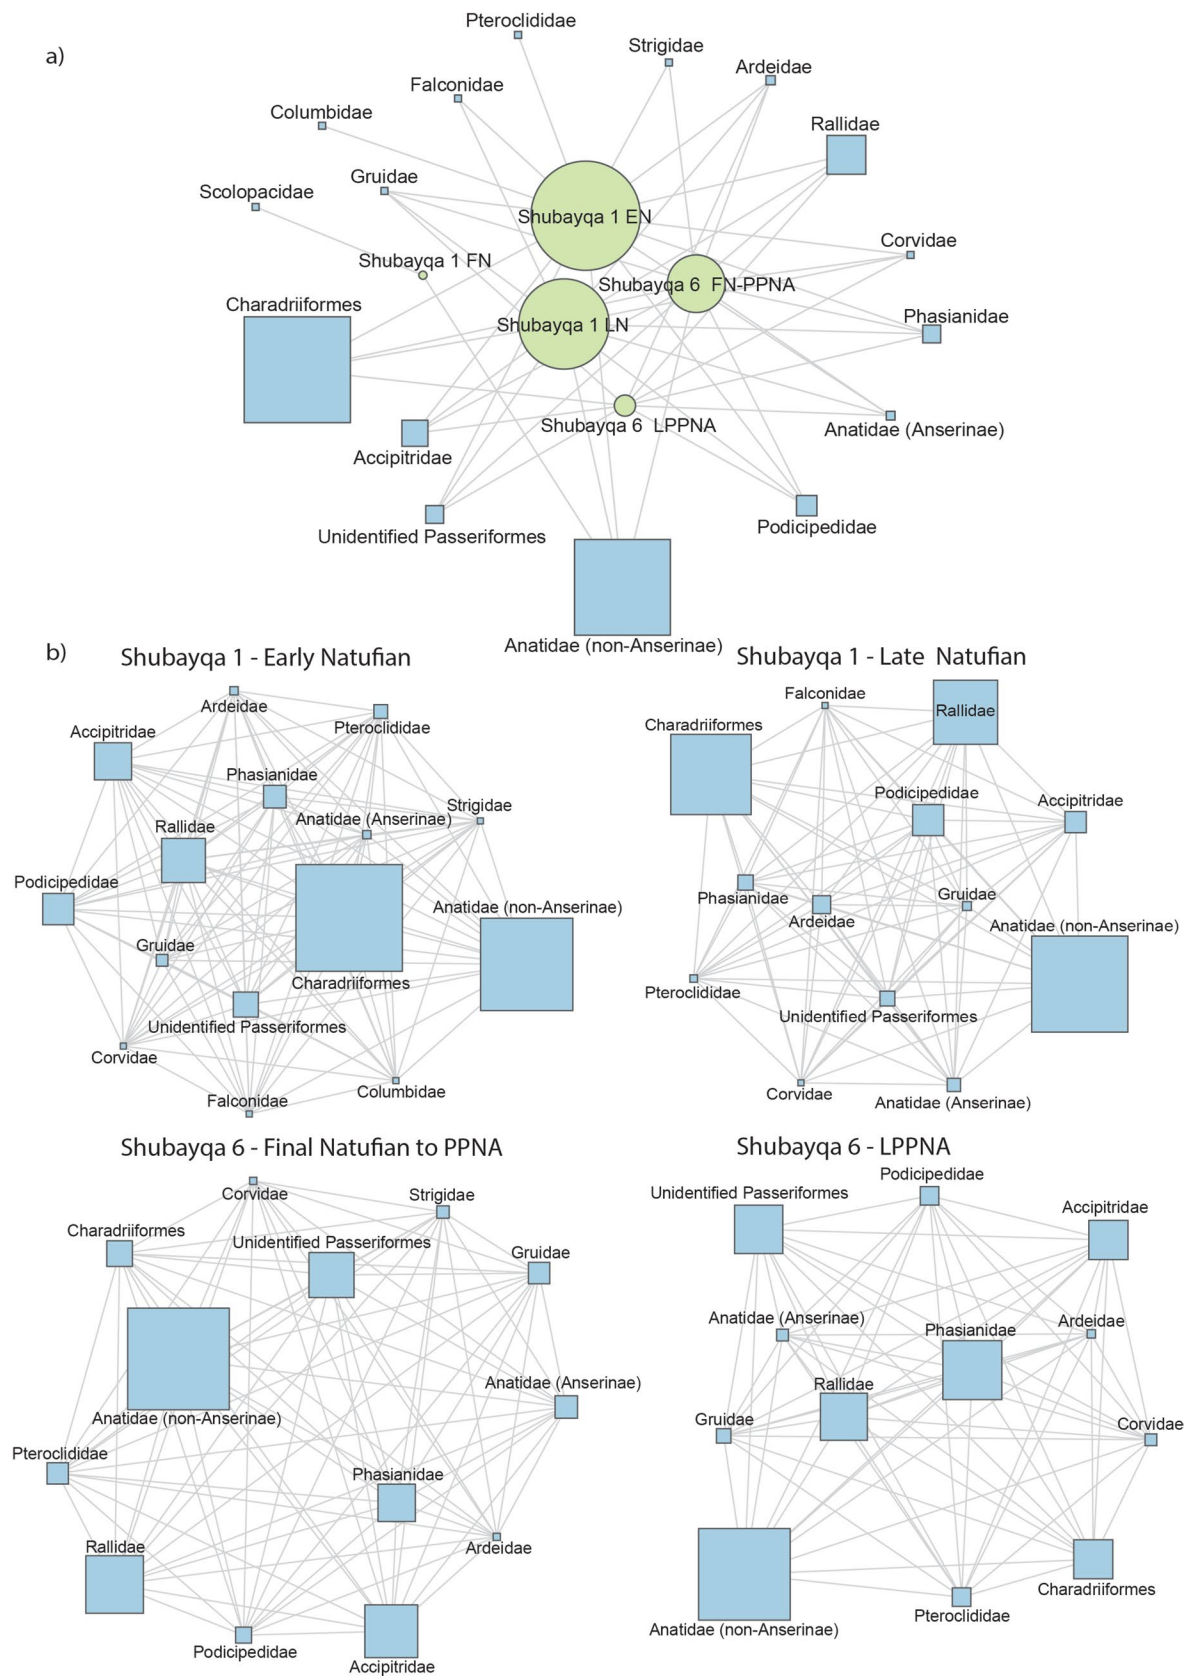 a)
Pteroclididae
Strigidae
Ardeidae
Falconidae
Columbidae
Rallidae
Gruidae
Scolopacidae
Shubayqa 1 EN
Corvidae
Shubayqa 1 FN
Shubayqa 6 FN-PPNA
Charadriiformes
Phasianidae
Shubayqa 1 LN
Shubayqa 6 LPPNA
Anatidae (Anserinae)
Accipitridae
Podicipedidae
Unidentified Passeriformes
Anatidae (non-Anserinae)
b)
Shubayqa 1 - Early Natufian
Ardeidae
Pteroclididae
Accipitridae
Phasianidae
Strigidae
Anatidae (Anserinae)
Rallidae
Podicipedidae
Anatidae (non-Anserinae)
Gruidae
Charadriiformes
Unidentified Passeriformes
Corvidae
Columbidae
Falconidae
Shubayqa 1 - Late Natufian
Falconidae
Rallidae
Charadriiformes
Podicipedidae
Accipitridae
Phasianidae
Gruidae
Ardeidae
Anatidae (non-Anserinae)
Pteroclididae
Unidentified Passeriformes
Corvidae
Anatidae (Anserinae)
Shubayqa 6 - Final Natufian to PPNA
Corvidae
Strigidae
Charadriiformes
Unidentified Passeriformes
Gruidae
Anatidae (Anserinae)
Anatidae (non-Anserinae)
Pteroclididae
Phasianidae
Rallidae
Ardeidae
Podicipedidae
Accipitridae
Shubayqa 6 - LPPNA
Podicipedidae
Unidentified Passeriformes
Accipitridae
Anatidae (Anserinae)
Ardeidae
Phasianidae
Rallidae
Gruidae
Corvidae
Charadriiformes
Pteroclididae
Anatidae (non-Anserinae)